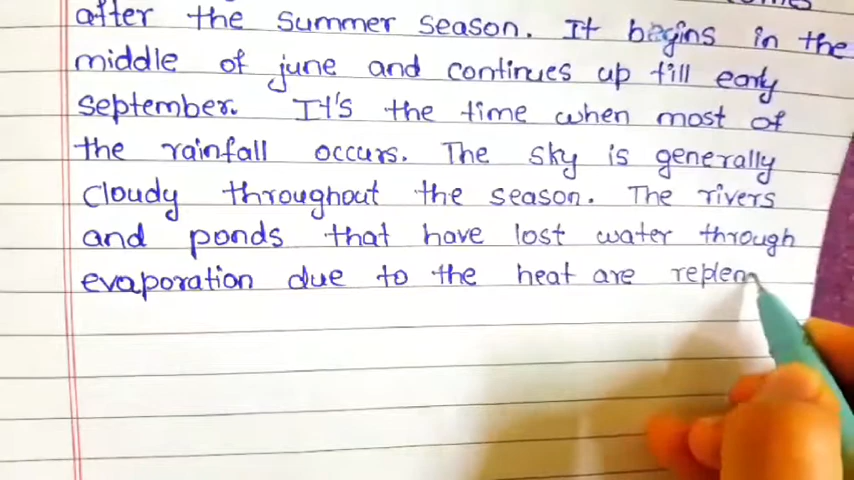 after the summer season. It begins in the
middle of june and continues up till early
september. It's the time when most of
the rainfall occurs. The sky is generally
cloudy throughout the season. The rivers
and ponds that have lost water through
evaporation due to the heat are replen